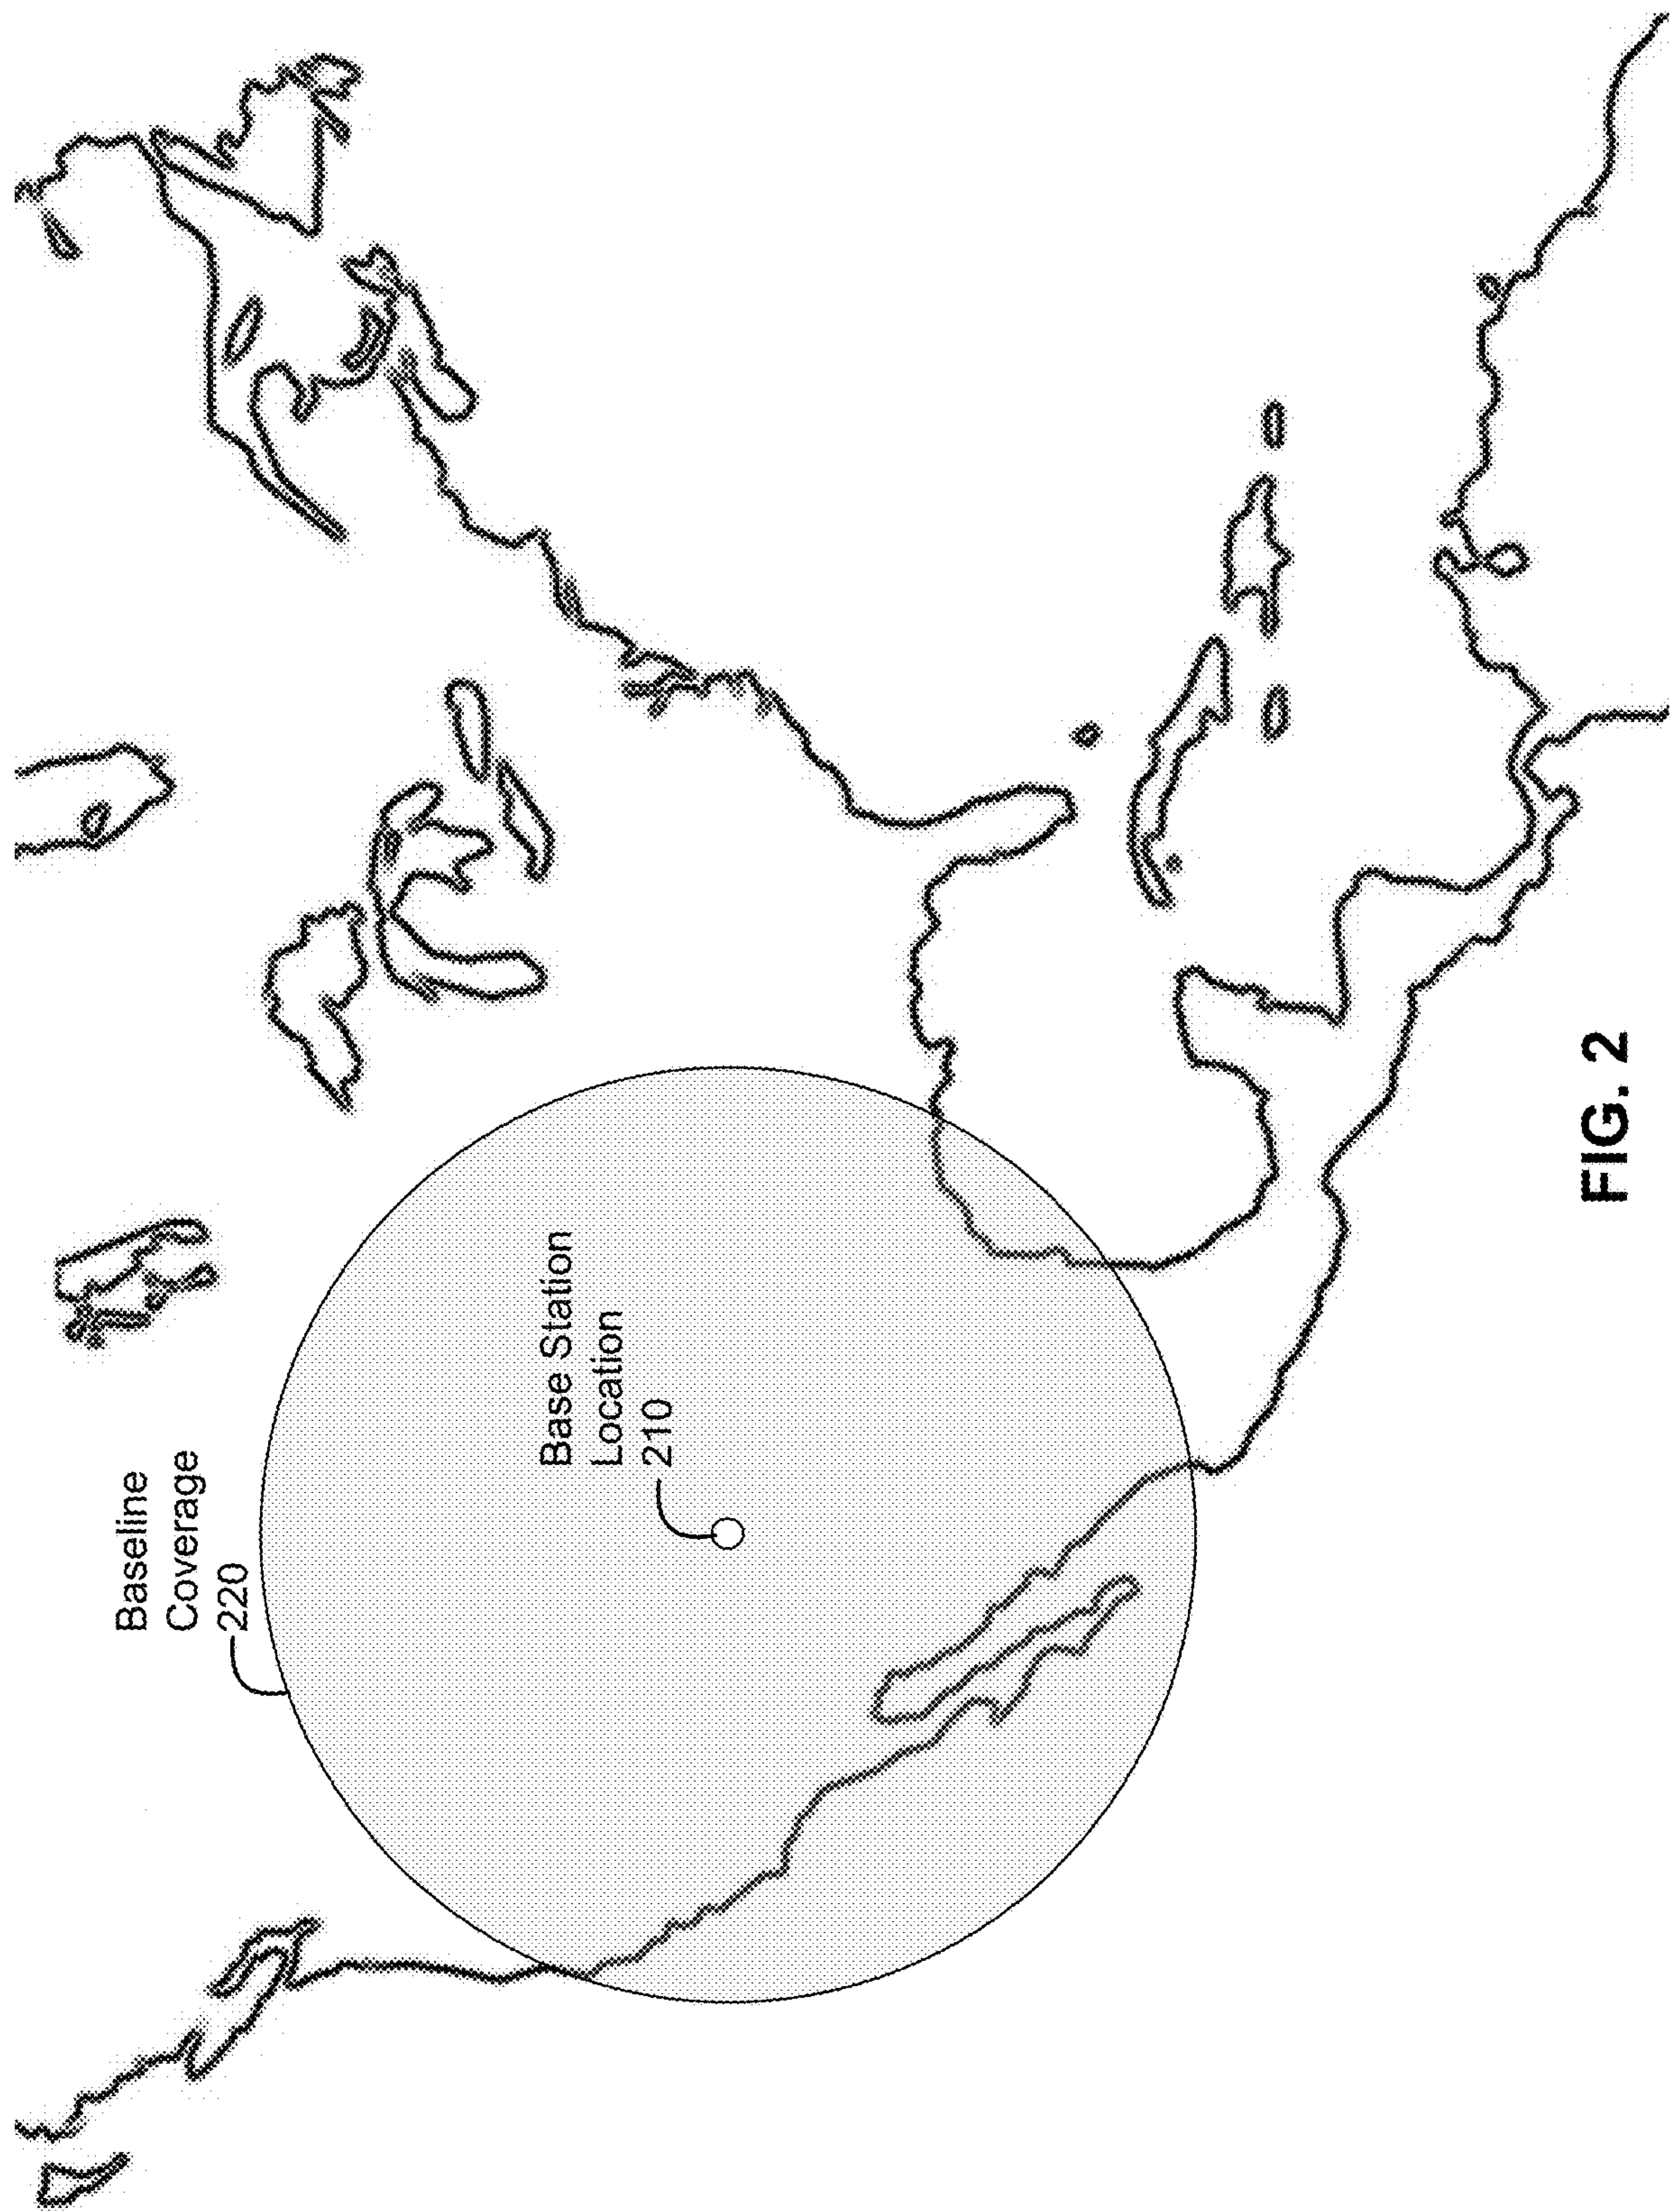 Baseline
Coverage
220
Base Station
Location
210
FIG. 2